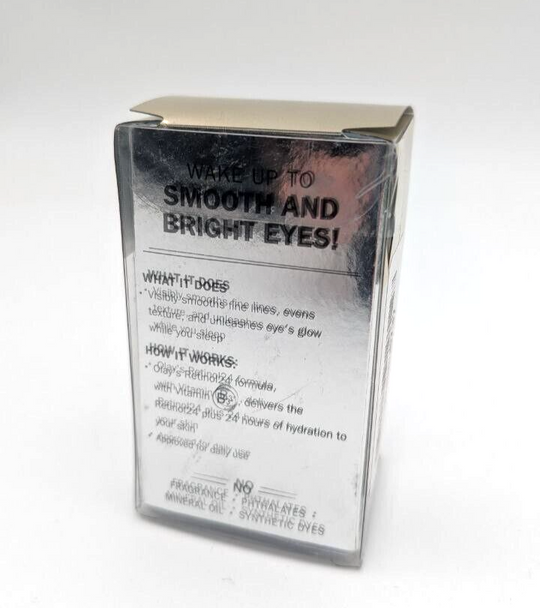 WAKE UP TO
SMOOTH AND
BRIGHT EYES!
WHAT IT DOES
• Visibly smooths fine lines, evens
texture, and unleashes eye's glow
while you sleep
HOW IT WORKS:
• Olay's Retinol24 formula,
with Vitamin B3, delivers the
Retinol24 plus 24 hours of hydration to
your skin
• Approved for daily use
NO
FRAGRANCE • PHTHALATES •
MINERAL OIL • SYNTHETIC DYES